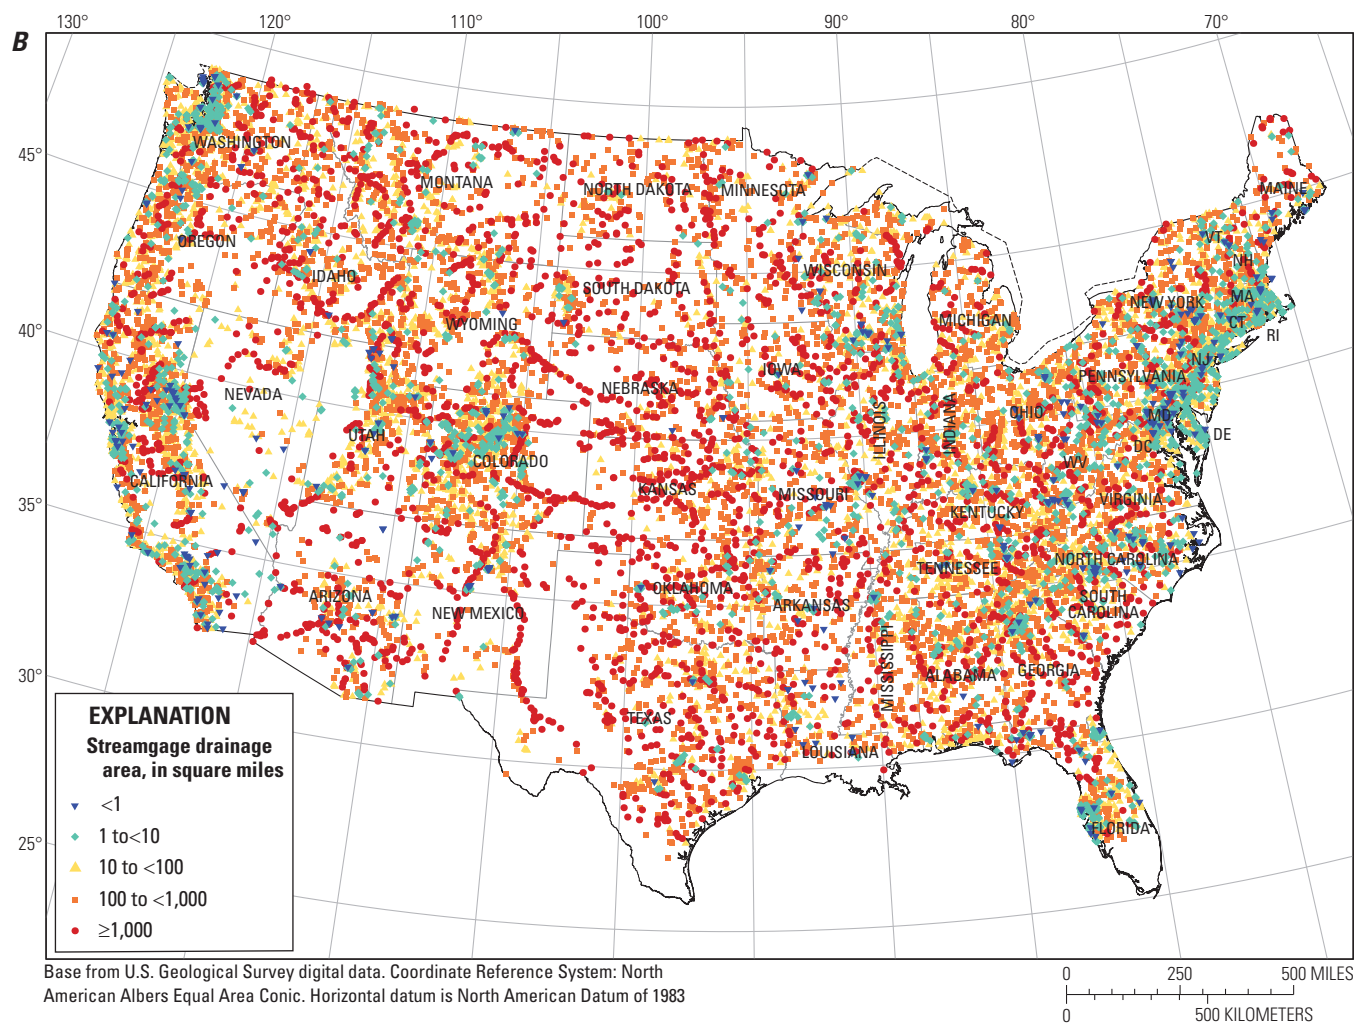 130° 120° 110° 100° 90° 80° 70°
B
45°
40°
35°
30°
25°
WASHINGTON
MONTANA
NORTH DAKOTA
MINNESOTA
MAINE
OREGON
IDAHO
WYOMING
SOUTH DAKOTA
WISCONSIN
MICHIGAN
NEW YORK
VT
NH
MA
CT
RI
NEVADA
UTAH
COLORADO
NEBRASKA
IOWA
ILLINOIS
INDIANA
OHIO
PENNSYLVANIA
NJ
MD
DE
DC
WV
VIRGINIA
CALIFORNIA
KANSAS
MISSOURI
KENTUCKY
ARIZONA
NEW MEXICO
OKLAHOMA
ARKANSAS
TENNESSEE
NORTH CAROLINA
SOUTH
CAROLINA
TEXAS
LOUISIANA
MISSISSIPPI
ALABAMA
GEORGIA
FLORIDA
EXPLANATION
Streamgage drainage
area, in square miles
<1
1 to<10
10 to <100
100 to <1,000
≥1,000
Base from U.S. Geological Survey digital data. Coordinate Reference System: North
American Albers Equal Area Conic. Horizontal datum is North American Datum of 1983
0 250 500 MILES
0 500 KILOMETERS